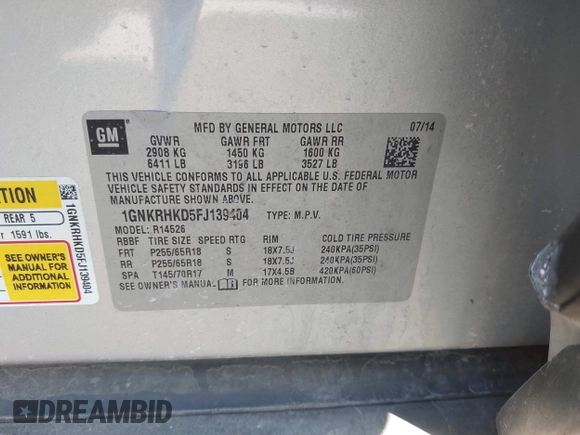 GM
MFD BY GENERAL MOTORS LLC 07/14
GVWR GAWR FRT GAWR RR
2908 KG 1450 KG 1600 KG
6411 LB 3196 LB 3527 LB
THIS VEHICLE CONFORMS TO ALL APPLICABLE U.S. FEDERAL MOTOR
VEHICLE SAFETY STANDARDS IN EFFECT ON THE DATE OF
MANUFACTURE SHOWN ABOVE.
1GNKRHKD5FJ139404 TYPE: M.P.V.
MODEL: R14526
RBBF TIRE SIZE SPEED RTG RIM COLD TIRE PRESSURE
FRT P255/65R18 S 18X7.5J 240KPA(35PSI)
RR P255/65R18 S 18X7.5J 240KPA(35PSI)
SPA T145/70R17 M 17X4.5B 420KPA(60PSI)
SEE OWNER'S MANUAL FOR MORE INFORMATION.
REAR 5
1591 lbs.
SEE OWNER'S
MANUAL FOR
ADDITIONAL
INFORMATION
1GNKRHKD5FJ139404
DREAMBID